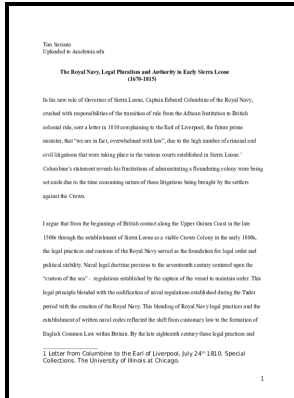 Tim Soriano
Uploaded to Academia.edu
The Royal Navy, Legal Pluralism and Authority in Early Sierra Leone
(1670-1815)
In his new role of Governor of Sierra Leone, Captain Edward Columbine of the Royal Navy,
crushed with responsibilities of the transition of rule from the African Institution to British
colonial rule, sent a letter in 1810 complaining to the Earl of Liverpool, the future prime
minister, that “we are in fact, overwhelmed with law”, due to the high number of criminal and
civil litigations that were taking place in the various courts established in Sierra Leone.1
Columbine's statement reveals his frustrations of administrating a floundering colony were being
set aside due to the time consuming nature of these litigations being brought by the settlers
against the Crown.
I argue that from the beginnings of British contact along the Upper Guinea Coast in the late
1500s through the establishment of Sierra Leone as a viable Crown Colony in the early 1800s,
the legal practices and customs of the Royal Navy served as the foundation for legal order and
political stability. Naval legal doctrine previous to the seventeenth century centered upon the
“custom of the sea” - regulations established by the captain of the vessel to maintain order. This
legal principle blended with the codification of naval regulations established during the Tudor
period with the creation of the Royal Navy. This blending of Royal Navy legal practices and the
establishment of written naval codes reflected the shift from customary law to the formation of
English Common Law within Britain. By the late eighteenth century these legal practices and
1 Letter from Columbine to the Earl of Liverpool, July 24th 1810. Special
Collections. The University of Illinois at Chicago.
1